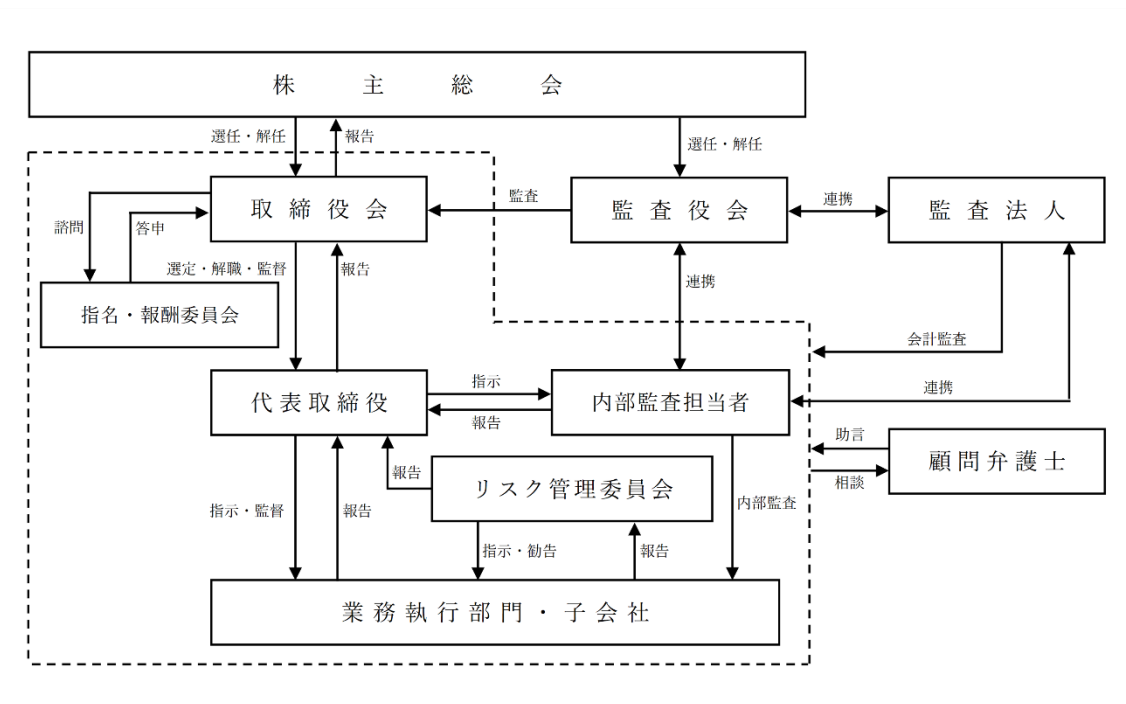 株主総会
選任・解任
報告
選任・解任
取締役会
監査
監査役会
連携
監査法人
諮問
答申
選定・解職・監督
報告
連携
指名・報酬委員会
会計監査
代表取締役
指示
報告
内部監査担当者
連携
助言
顧問弁護士
相談
報告
リスク管理委員会
指示・監督
報告
内部監査
指示・勧告
報告
業務執行部門・子会社